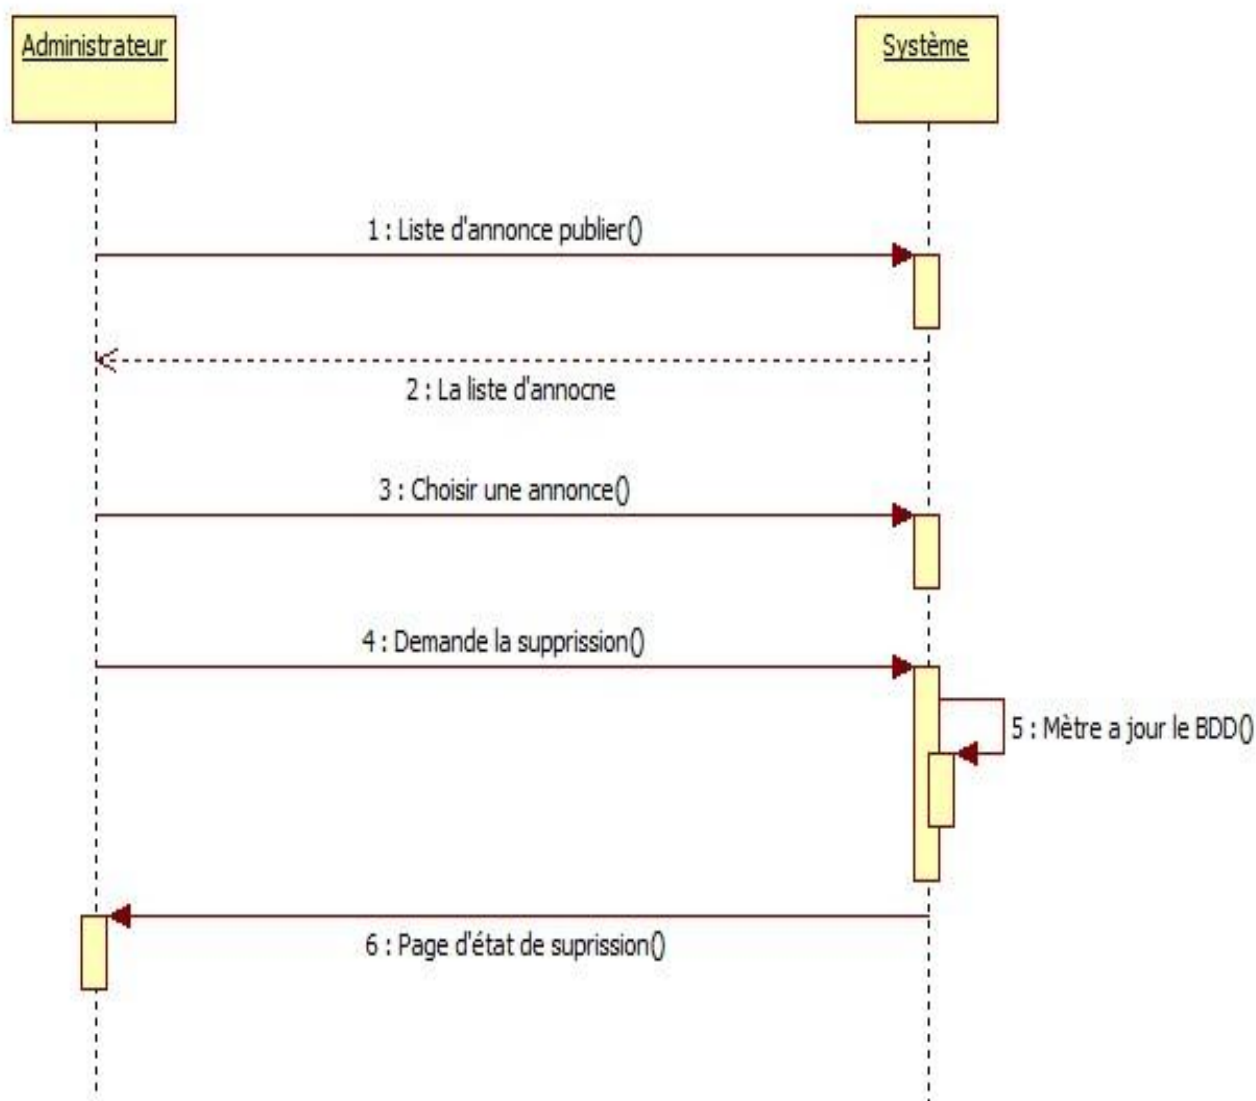 Administrateur
Système
1 : Liste d'annonce publier()
2 : La liste d'annocne
3 : Choisir une annonce()
4 : Demande la supprission()
5 : Mètre a jour le BDD()
6 : Page d'état de suprission()